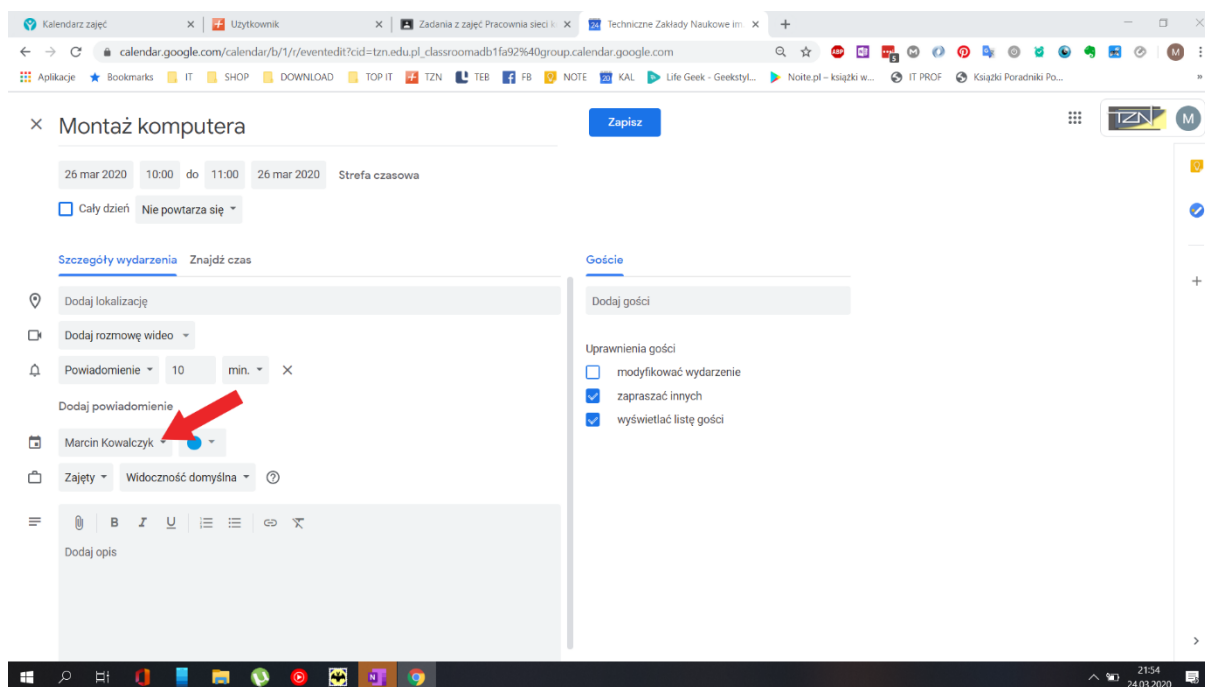 Kalendarz zajęć
Użytkownik
Zadania z zajęć Pracownia sieci k
24 Techniczne Zakłady Naukowe im
calendar.google.com/calendar/b/1/r/eventedit?cid=tzn.edu.pl_classroomadb1fa92%40group.calendar.google.com
ABP
N
5
M
Aplikacje Bookmarks IT SHOP DOWNLOAD TOP IT TZN TEB FB NOTE 20 KAL Life Geek - Geekstyl... Noite.pl – książki w... IT PROF Książki Poradniki Po... »
Montaż komputera
Zapisz
TZN
M
26 mar 2020 10:00 do 11:00 26 mar 2020 Strefa czasowa
Cały dzień Nie powtarza się
Szczegóły wydarzenia Znajdź czas
Goście
Dodaj lokalizację
Dodaj gości
Dodaj rozmowę wideo
Uprawnienia gości
Powiadomienie 10 min.
modyfikować wydarzenie
Dodaj powiadomienie
zapraszać innych
wyświetlać listę gości
Marcin Kowalczyk
Zajęty Widoczność domyślna ?
B I U
Dodaj opis
21:54
24.03.2020